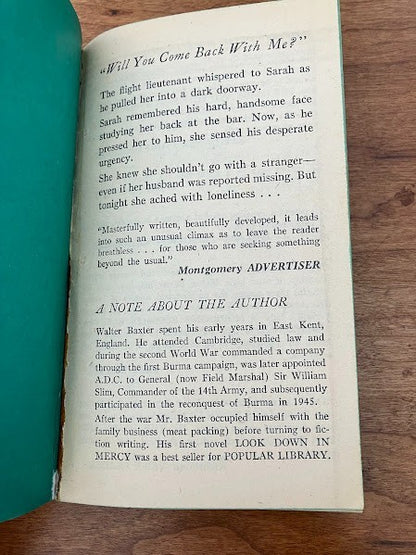 "Will You Come Back With Me?"
The flight lieutenant whispered to Sarah as
he pulled her into a dark doorway.
Sarah remembered his hard, handsome face
studying her back at the bar. Now, as he
pressed her to him, she sensed his desperate
urgency.
She knew she shouldn't go with a stranger—
even if her husband was reported missing. But
tonight she ached with loneliness . . .
"Masterfully written, beautifully developed, it leads
into such an unusual climax as to leave the reader
breathless . . . for those who are seeking something
beyond the usual."
Montgomery ADVERTISER
A NOTE ABOUT THE AUTHOR
Walter Baxter spent his early years in East Kent,
England. He attended Cambridge, studied law and
during the second World War commanded a company
through the first Burma campaign, was later appointed
A.D.C. to General (now Field Marshal) Sir William
Slim, Commander of the 14th Army, and subsequently
participated in the reconquest of Burma in 1945.
After the war Mr. Baxter occupied himself with the
family business (meat packing) before turning to fic-
tion writing. His first novel LOOK DOWN IN
MERCY was a best seller for POPULAR LIBRARY.